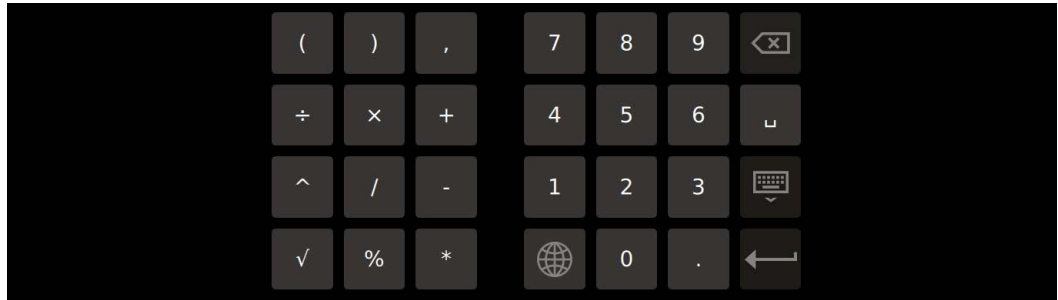 ( ) , 7 8 9
÷ × + 4 5 6 ␣
^ / - 1 2 3
√ % * 0 .